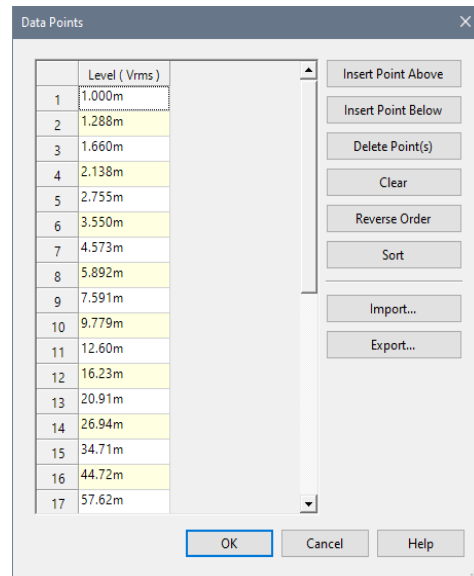 Data Points
Level ( Vrms )
1 1.000m
2 1.288m
3 1.660m
4 2.138m
5 2.755m
6 3.550m
7 4.573m
8 5.892m
9 7.591m
10 9.779m
11 12.60m
12 16.23m
13 20.91m
14 26.94m
15 34.71m
16 44.72m
17 57.62m
Insert Point Above
Insert Point Below
Delete Point(s)
Clear
Reverse Order
Sort
Import...
Export...
OK Cancel Help